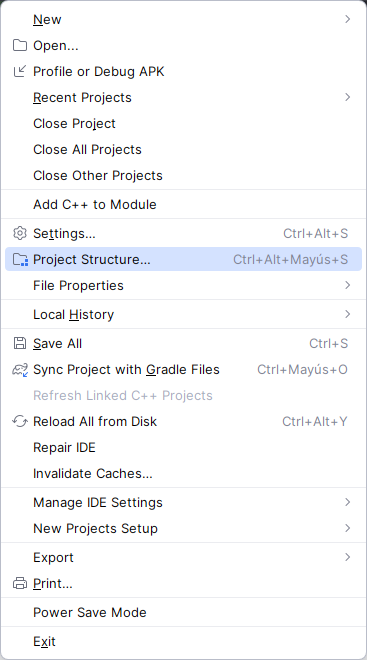 New
Open...
Profile or Debug APK
Recent Projects
Close Project
Close All Projects
Close Other Projects
Add C++ to Module
Settings... Ctrl+Alt+S
Project Structure... Ctrl+Alt+Mayús+S
File Properties
Local History
Save All Ctrl+S
Sync Project with Gradle Files Ctrl+Mayús+O
Refresh Linked C++ Projects
Reload All from Disk Ctrl+Alt+Y
Repair IDE
Invalidate Caches...
Manage IDE Settings
New Projects Setup
Export
Print...
Power Save Mode
Exit